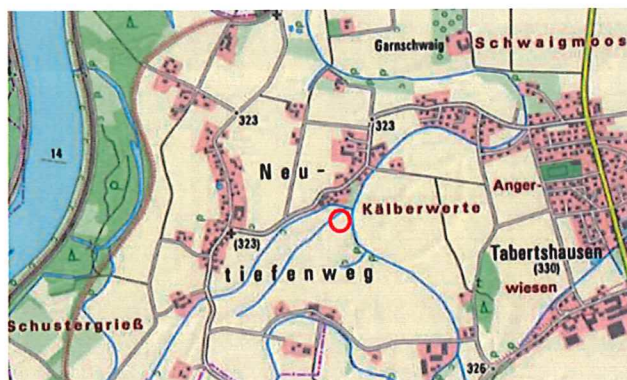 Garnschwaig
Schwaigmoos
323
323
14
Neu-
Anger-
Kälberwerte
(323)
Tabertshausen
(330)
tiefenweg
wiesen
Schustergrieß
326